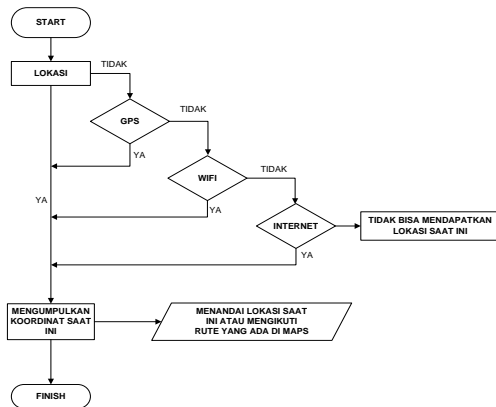 START
LOKASI
TIDAK
GPS
TIDAK
YA
WIFI
TIDAK
YA
YA
INTERNET
TIDAK BISA MENDAPATKAN
LOKASI SAAT INI
YA
MENGUMPULKAN
KOORDINAT SAAT
INI
MENANDAI LOKASI SAAT
INI ATAU MENGIKUTI
RUTE YANG ADA DI MAPS
FINISH